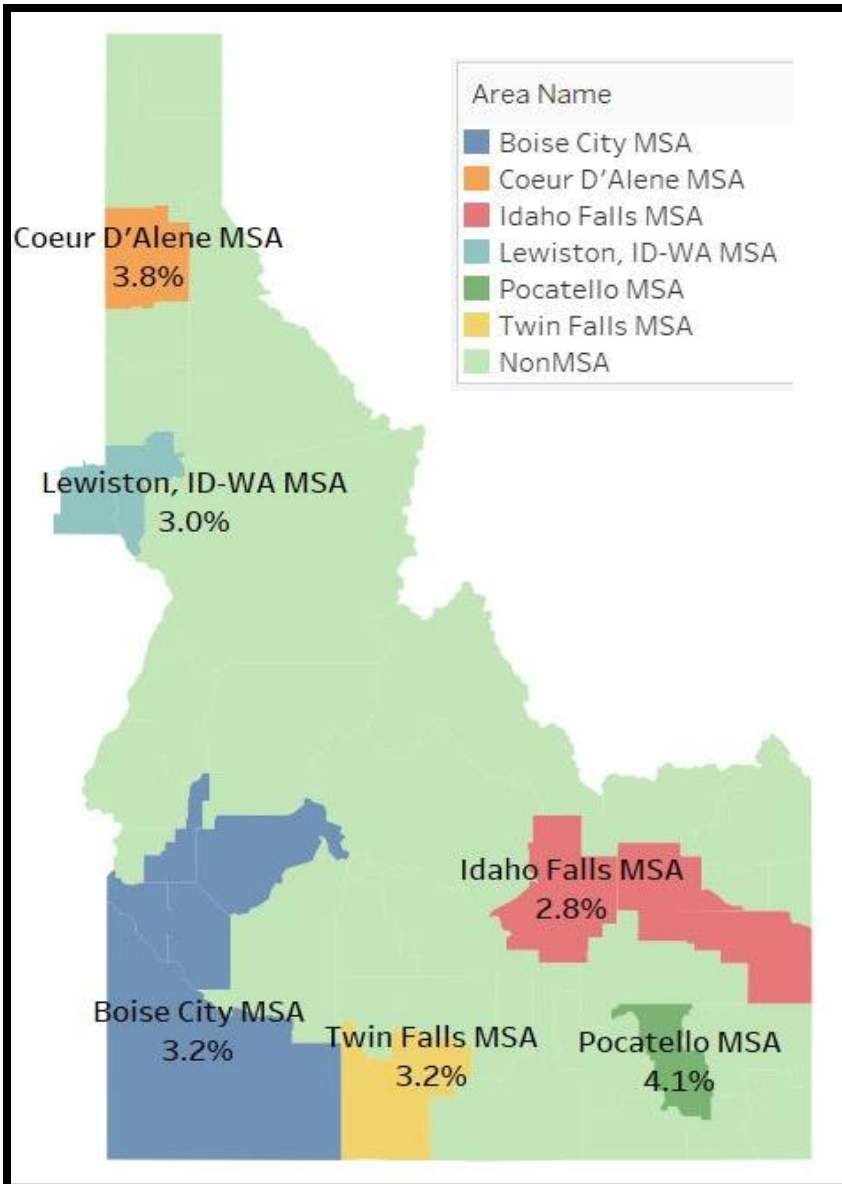 Area Name
Boise City MSA
Coeur D’Alene MSA
Idaho Falls MSA
Lewiston, ID-WA MSA
Pocatello MSA
Twin Falls MSA
NonMSA
Coeur D’Alene MSA
3.8%
Lewiston, ID-WA MSA
3.0%
Idaho Falls MSA
2.8%
Boise City MSA
3.2%
Twin Falls MSA
3.2%
Pocatello MSA
4.1%